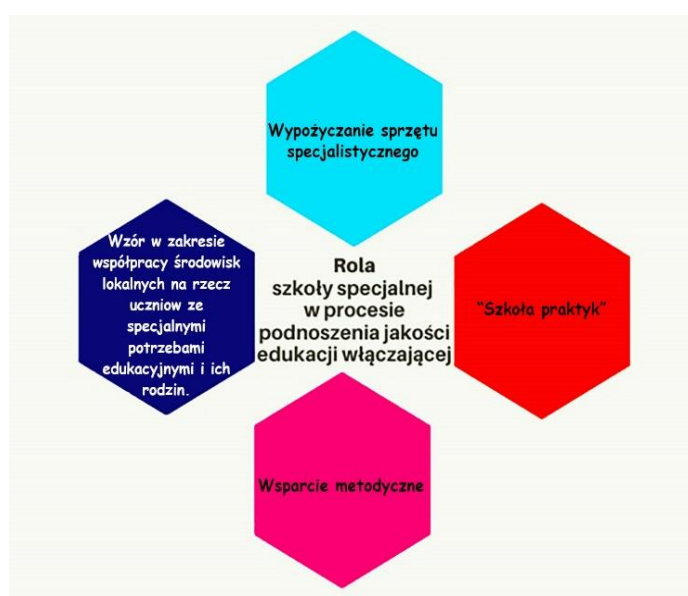 Wypożyczanie sprzętu
specjalistycznego
Wzór w zakresie
współpracy środowisk
lokalnych na rzecz
uczniow ze
specjalnymi
potrzebami
edukacyjnymi i ich
rodzin.
Rola
szkoły specjalnej
w procesie
podnoszenia jakości
edukacji włączającej
"Szkoła praktyk"
Wsparcie metodyczne